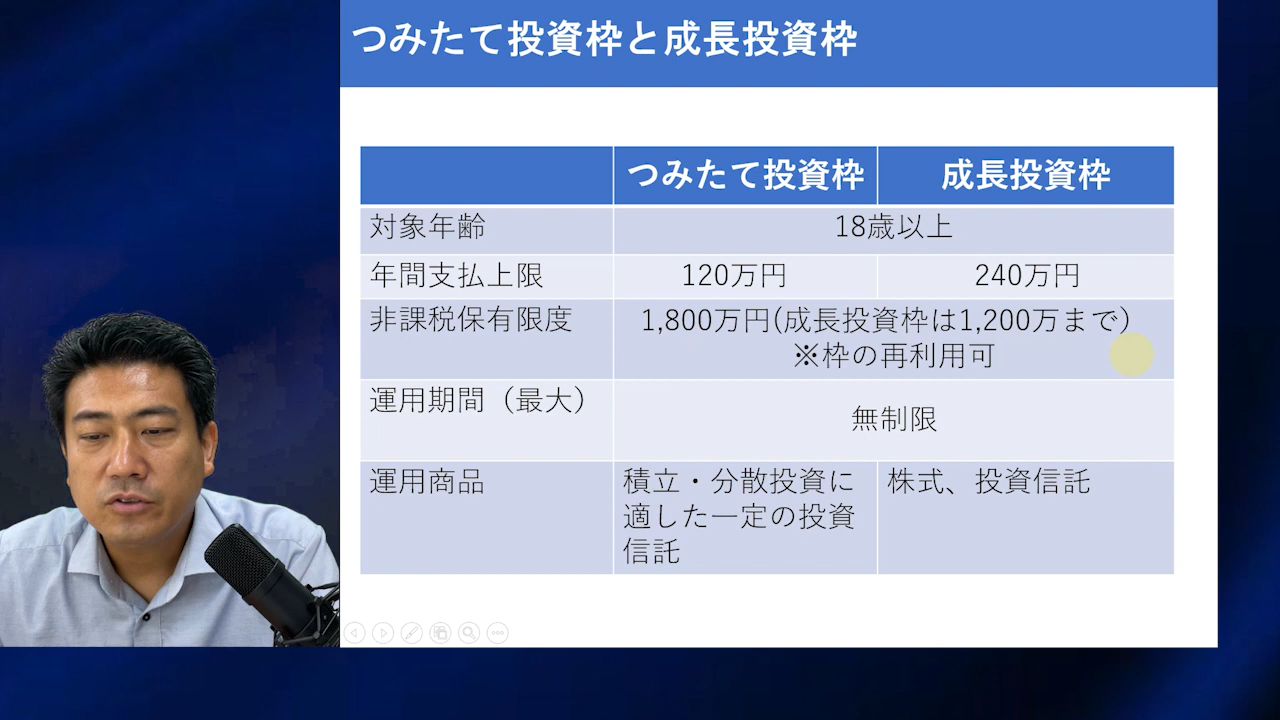 つみたて投資枠と成長投資枠
つみたて投資枠 成長投資枠
対象年齢 18歳以上
年間支払上限 120万円 240万円
非課税保有限度 1,800万円(成長投資枠は1,200万まで)
※枠の再利用可
運用期間（最大） 無制限
運用商品 積立・分散投資に 株式、投資信託
適した一定の投資
信託